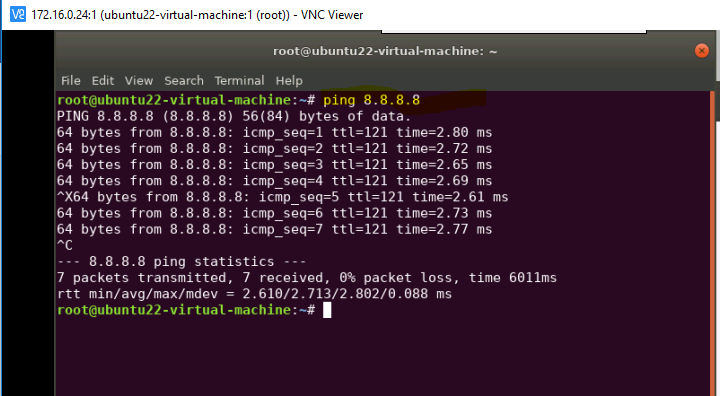 172.16.0.24:1 (ubuntu22-virtual-machine:1 (root)) - VNC Viewer
root@ubuntu22-virtual-machine: ~
File Edit View Search Terminal Help
root@ubuntu22-virtual-machine:~# ping 8.8.8.8
PING 8.8.8.8 (8.8.8.8) 56(84) bytes of data.
64 bytes from 8.8.8.8: icmp_seq=1 ttl=121 time=2.80 ms
64 bytes from 8.8.8.8: icmp_seq=2 ttl=121 time=2.72 ms
64 bytes from 8.8.8.8: icmp_seq=3 ttl=121 time=2.65 ms
64 bytes from 8.8.8.8: icmp_seq=4 ttl=121 time=2.69 ms
^X64 bytes from 8.8.8.8: icmp_seq=5 ttl=121 time=2.61 ms
64 bytes from 8.8.8.8: icmp_seq=6 ttl=121 time=2.73 ms
64 bytes from 8.8.8.8: icmp_seq=7 ttl=121 time=2.77 ms
^C
--- 8.8.8.8 ping statistics ---
7 packets transmitted, 7 received, 0% packet loss, time 6011ms
rtt min/avg/max/mdev = 2.610/2.713/2.802/0.088 ms
root@ubuntu22-virtual-machine:~#